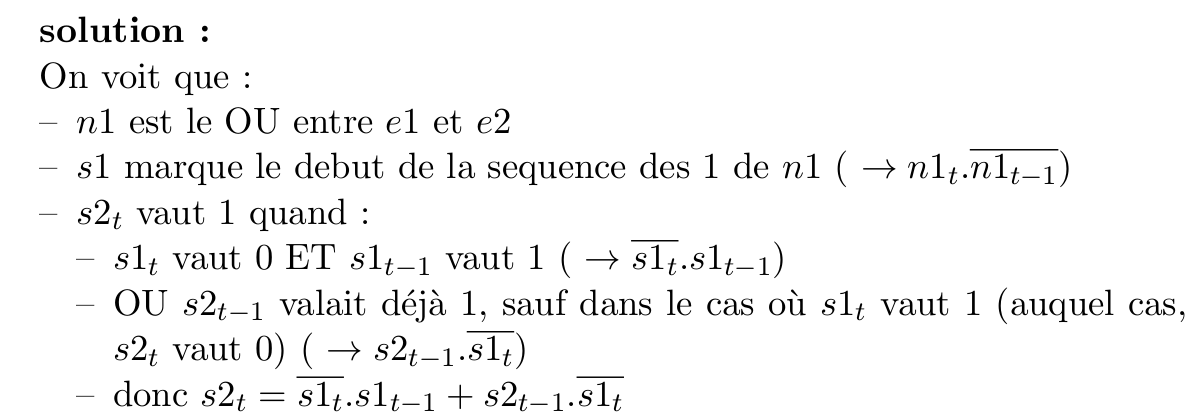 solution :
On voit que :
– n1 est le OU entre e1 et e2
– s1 marque le debut de la sequence des 1 de n1 ( → $n1_t.\overline{n1_{t-1}}$)
– $s2_t$ vaut 1 quand :
– $s1_t$ vaut 0 ET $s1_{t-1}$ vaut 1 ( → $\overline{s1_t}.s1_{t-1}$)
– OU $s2_{t-1}$ valait déjà 1, sauf dans le cas où $s1_t$ vaut 1 (auquel cas,
$s2_t$ vaut 0) ( → $s2_{t-1}.\overline{s1_t}$)
– donc $s2_t = \overline{s1_t}.s1_{t-1} + s2_{t-1}.\overline{s1_t}$